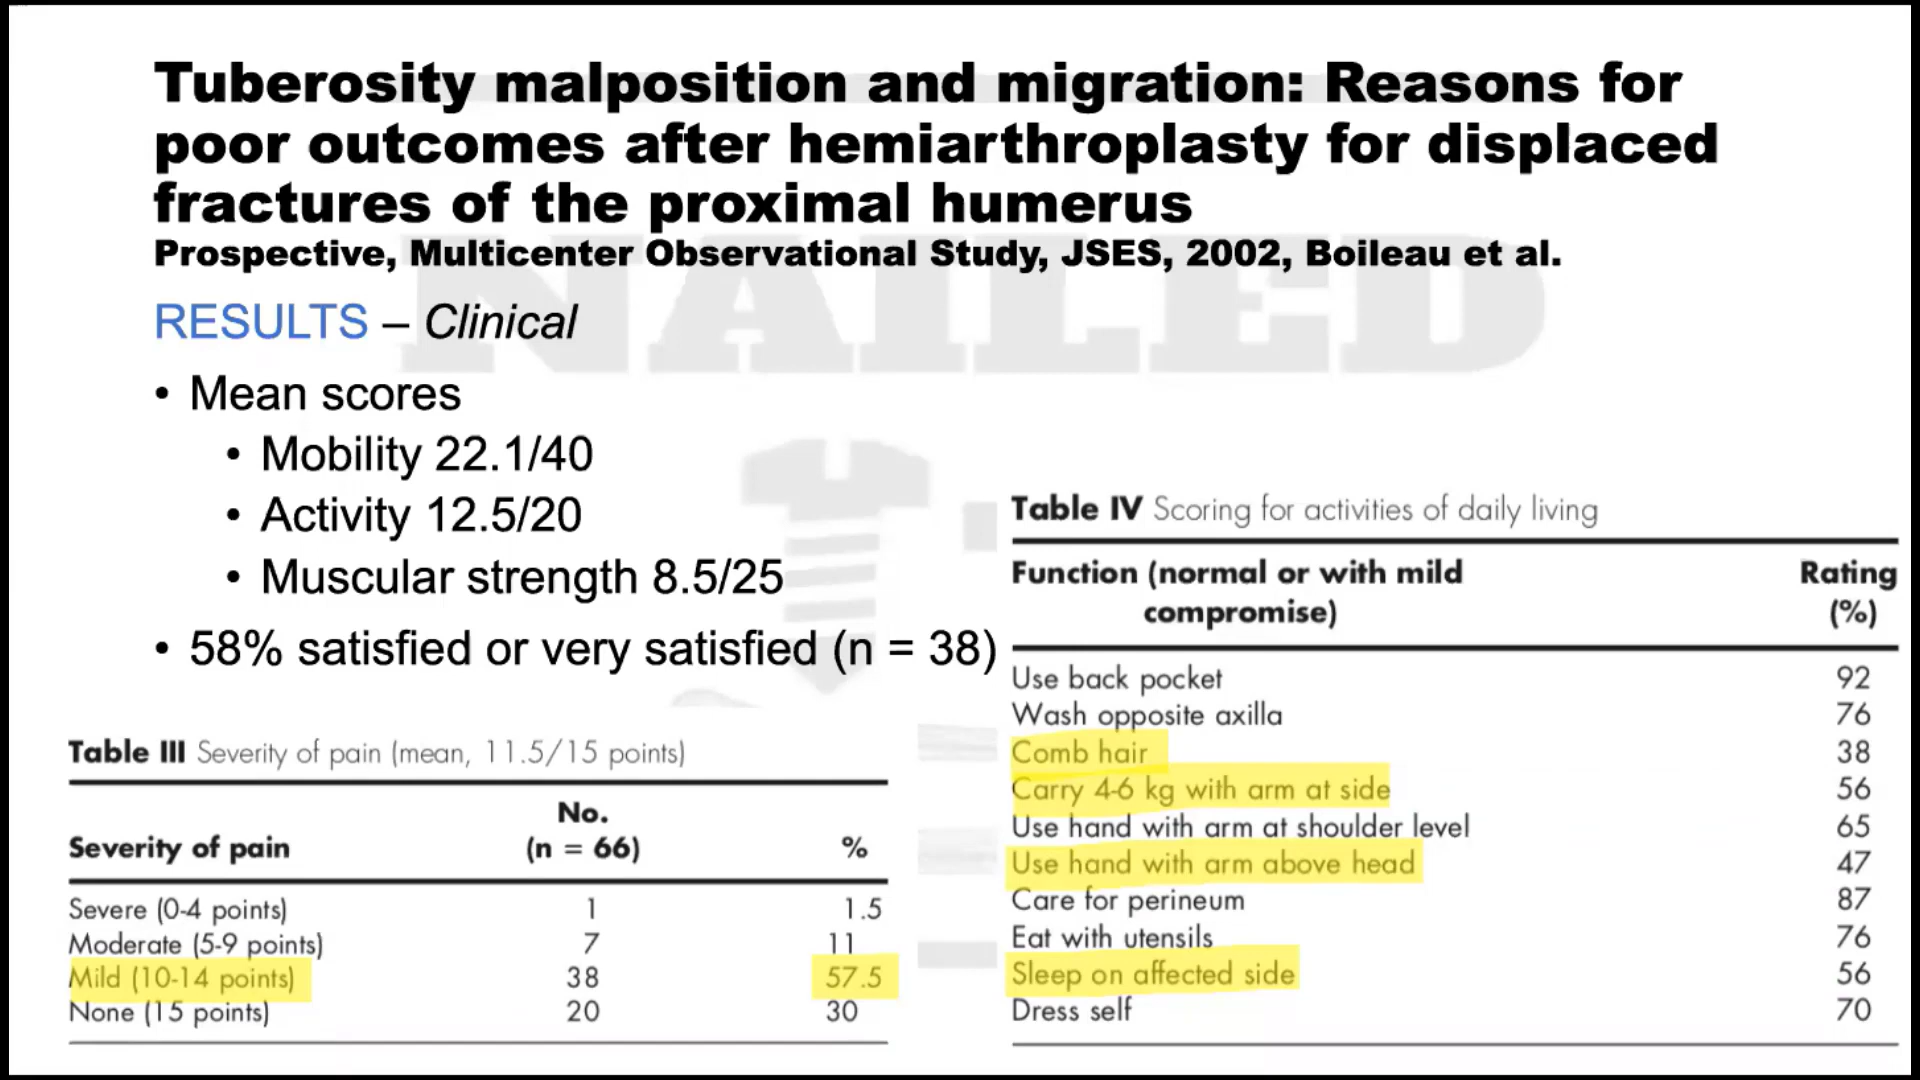 Tuberosity malposition and migration: Reasons for
poor outcomes after hemiarthroplasty for displaced
fractures of the proximal humerus
Prospective, Multicenter Observational Study, JSES, 2002, Boileau et al.
NAILED
RESULTS – Clinical
• Mean scores
• Mobility 22.1/40
• Activity 12.5/20
• Muscular strength 8.5/25
• 58% satisfied or very satisfied (n = 38)
Table III Severity of pain (mean, 11.5/15 points)
No.
Severity of pain (n = 66) %
Severe (0-4 points) 1 1.5
Moderate (5-9 points) 7 11
Mild (10-14 points) 38 57.5
None (15 points) 20 30
Table IV Scoring for activities of daily living
Function (normal or with mild Rating
compromise) (%)
Use back pocket 92
Wash opposite axilla 76
Comb hair 38
Carry 4-6 kg with arm at side 56
Use hand with arm at shoulder level 65
Use hand with arm above head 47
Care for perineum 87
Eat with utensils 76
Sleep on affected side 56
Dress self 70